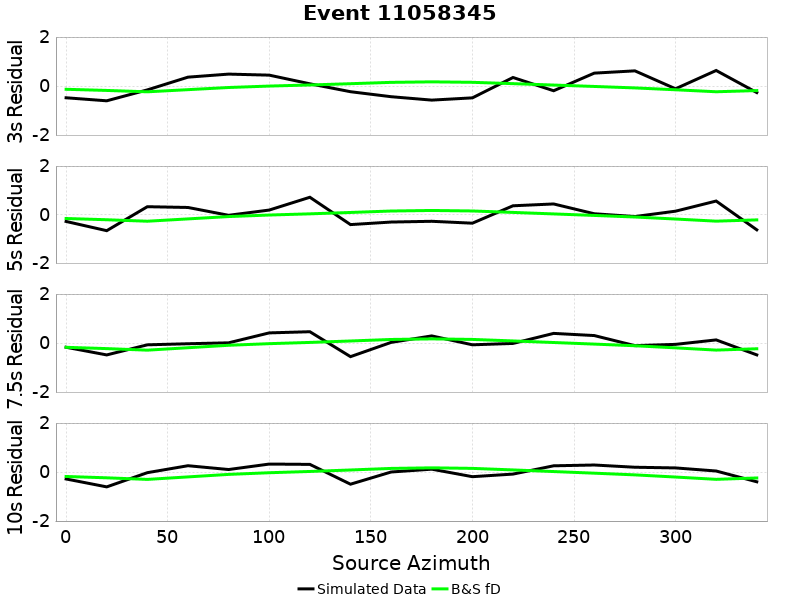 Event 11058345
3s Residual
2
0
-2
5s Residual
2
0
-2
7.5s Residual
2
0
-2
10s Residual
2
0
-2
0 50 100 150 200 250 300
Source Azimuth
Simulated Data B&S fD